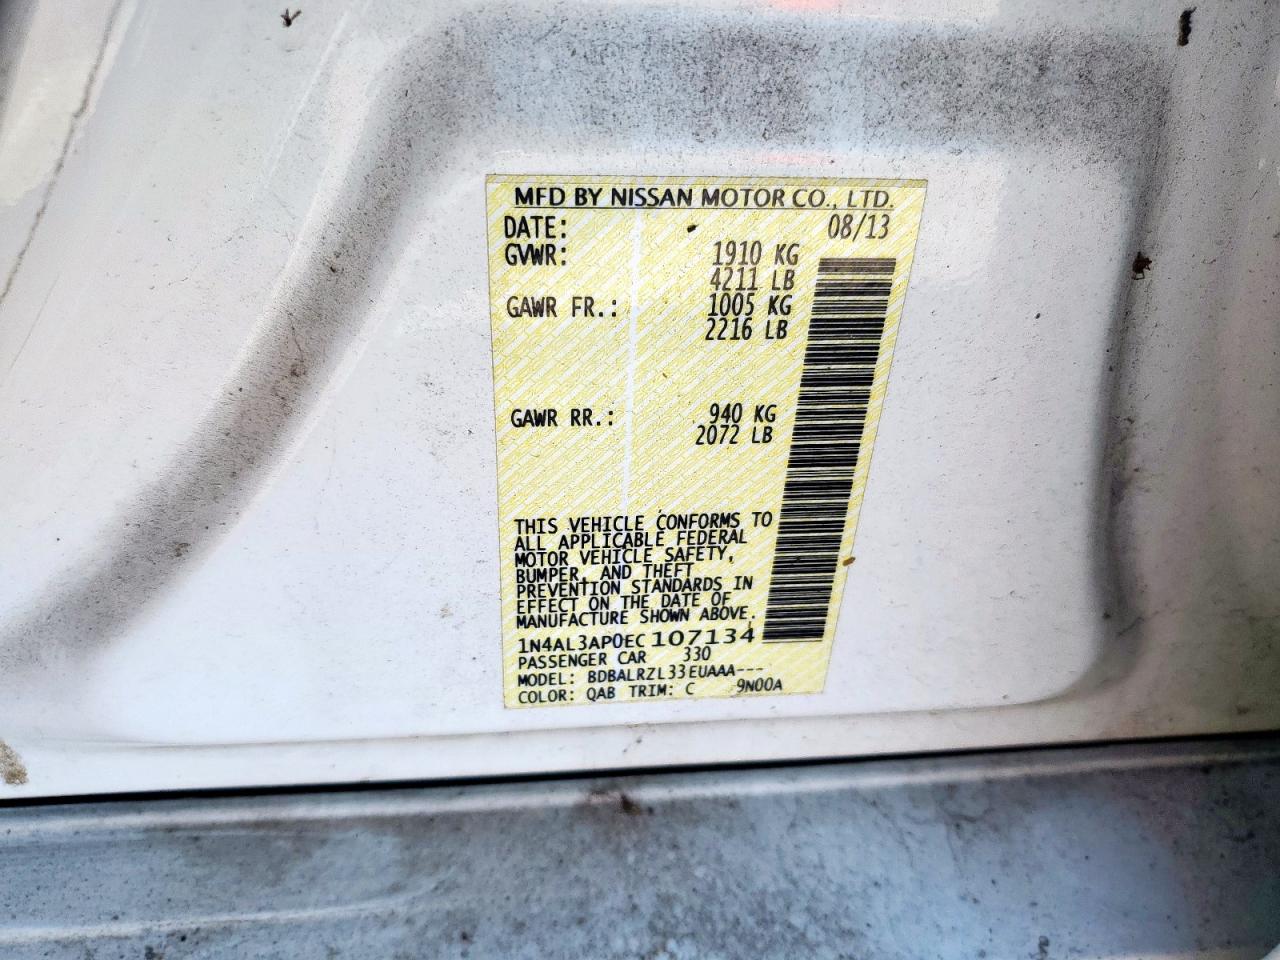 MFD BY NISSAN MOTOR CO., LTD.
DATE: 08/13
GVWR: 1910 KG
4211 LB
GAWR FR.: 1005 KG
2216 LB
GAWR RR.: 940 KG
2072 LB
THIS VEHICLE CONFORMS TO
ALL APPLICABLE FEDERAL
MOTOR VEHICLE SAFETY,
BUMPER, AND THEFT
PREVENTION STANDARDS IN
EFFECT ON THE DATE OF
MANUFACTURE SHOWN ABOVE.
1N4AL3AP0EC107134
PASSENGER CAR 330
MODEL: BDBALRZL33EUAAA---
COLOR: QAB TRIM: C 9N00A